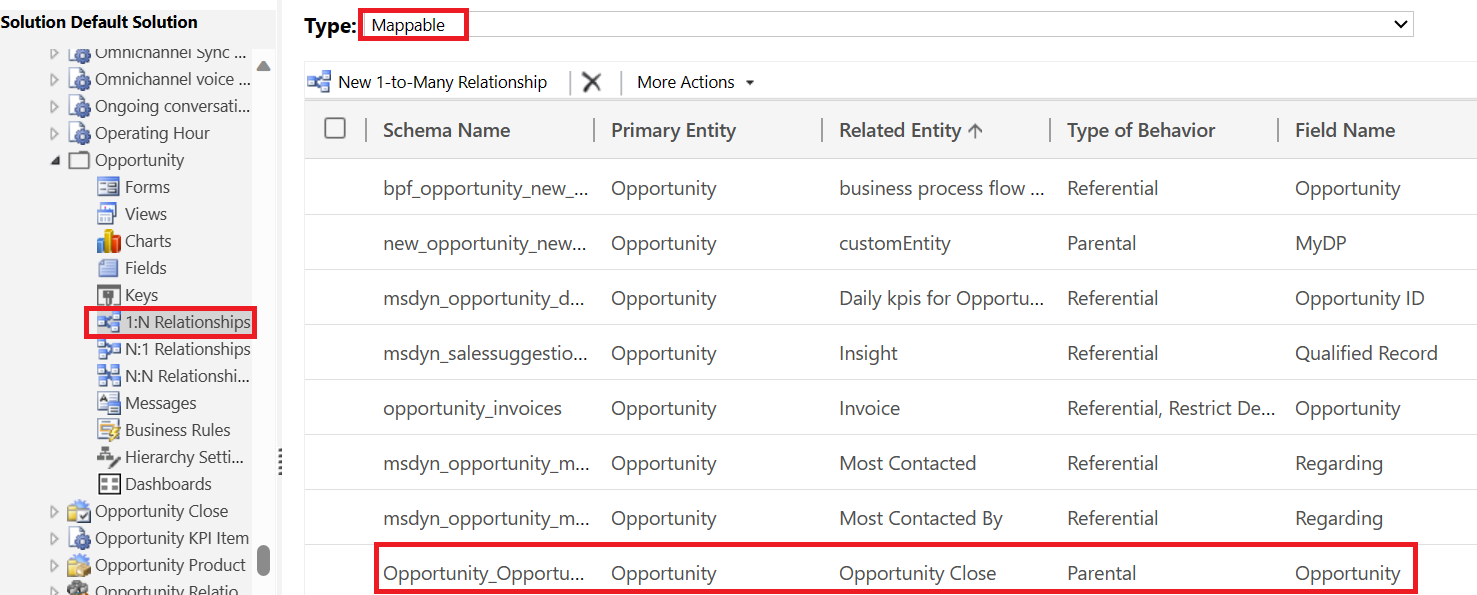 Solution Default Solution
Omnichannel Sync ...
Omnichannel voice ...
Ongoing conversati...
Operating Hour
Opportunity
Forms
Views
Charts
Fields
Keys
1:N Relationships
N:1 Relationships
N:N Relationshi...
Messages
Business Rules
Hierarchy Setti...
Dashboards
Opportunity Close
Opportunity KPI Item
Opportunity Product
Opportunity Relatio
Type: Mappable
New 1-to-Many Relationship More Actions
Schema Name Primary Entity Related Entity ↑ Type of Behavior Field Name
bpf_opportunity_new_... Opportunity business process flow ... Referential Opportunity
new_opportunity_new... Opportunity customEntity Parental MyDP
msdyn_opportunity_d... Opportunity Daily kpis for Opportu... Referential Opportunity ID
msdyn_salessuggestio... Opportunity Insight Referential Qualified Record
opportunity_invoices Opportunity Invoice Referential, Restrict De... Opportunity
msdyn_opportunity_m... Opportunity Most Contacted Referential Regarding
msdyn_opportunity_m... Opportunity Most Contacted By Referential Regarding
Opportunity_Opportu... Opportunity Opportunity Close Parental Opportunity